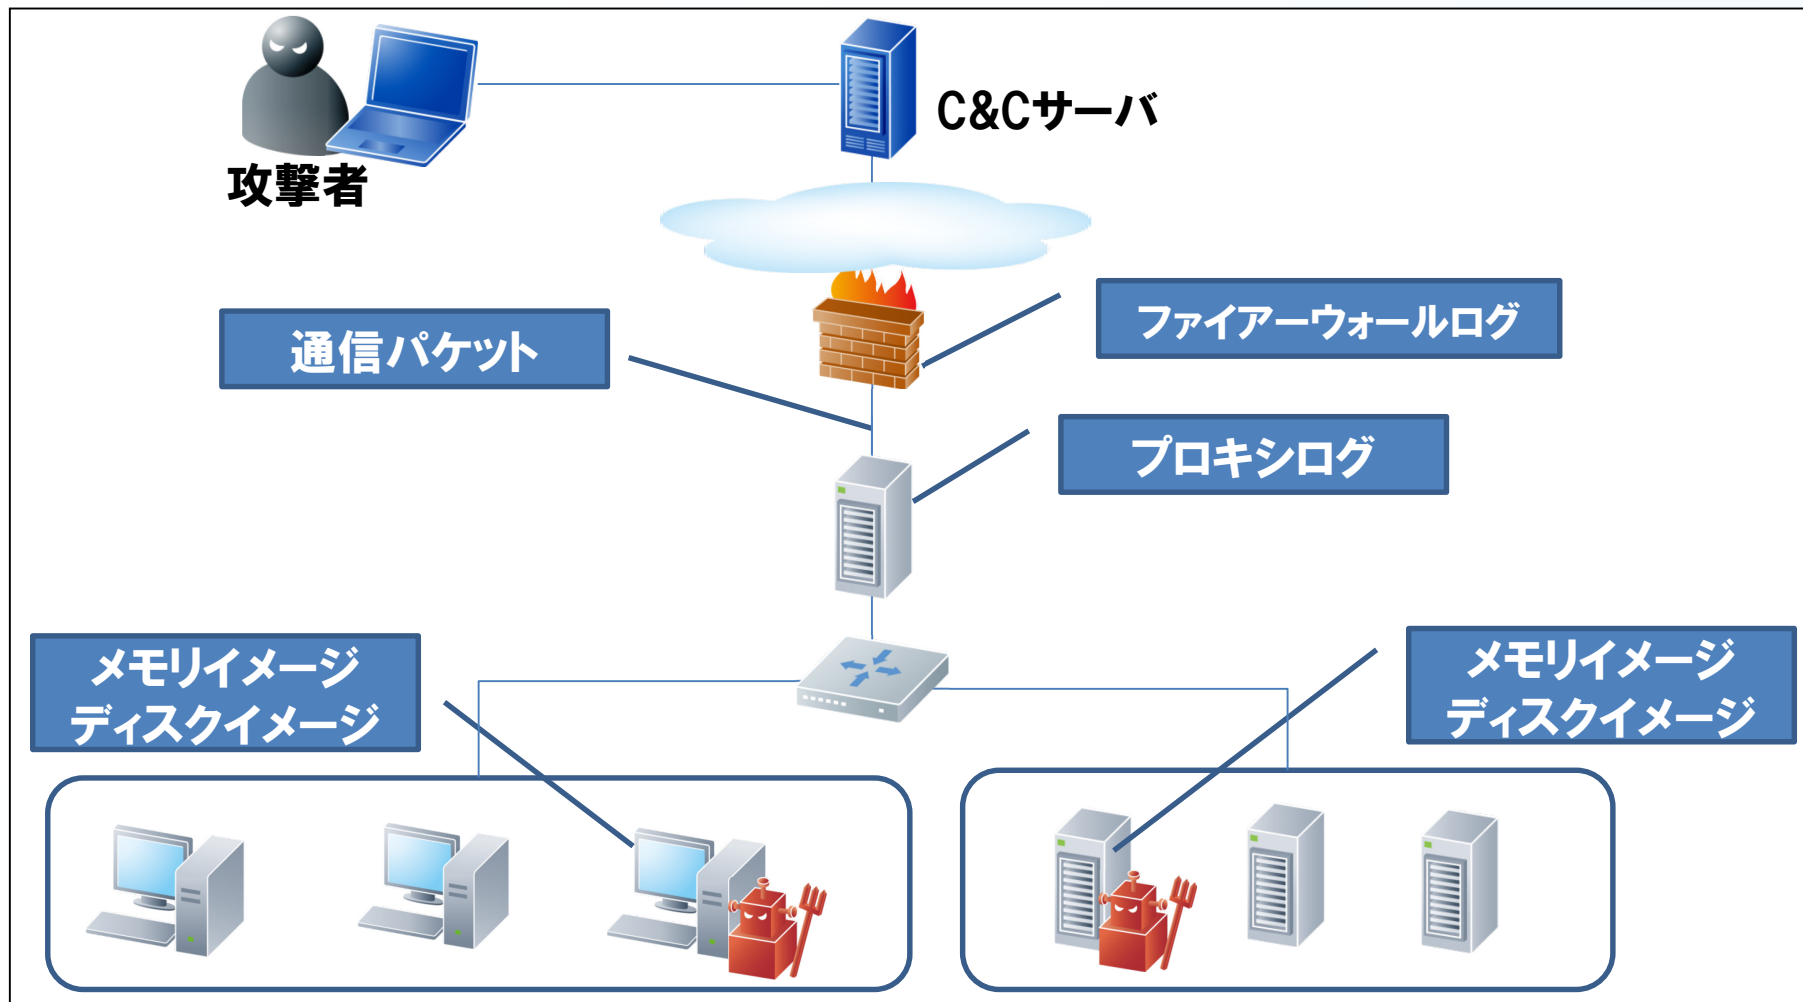 C&Cサーバ
攻撃者
ファイアーウォールログ
通信パケット
プロキシログ
メモリイメージ
ディスクイメージ
メモリイメージ
ディスクイメージ